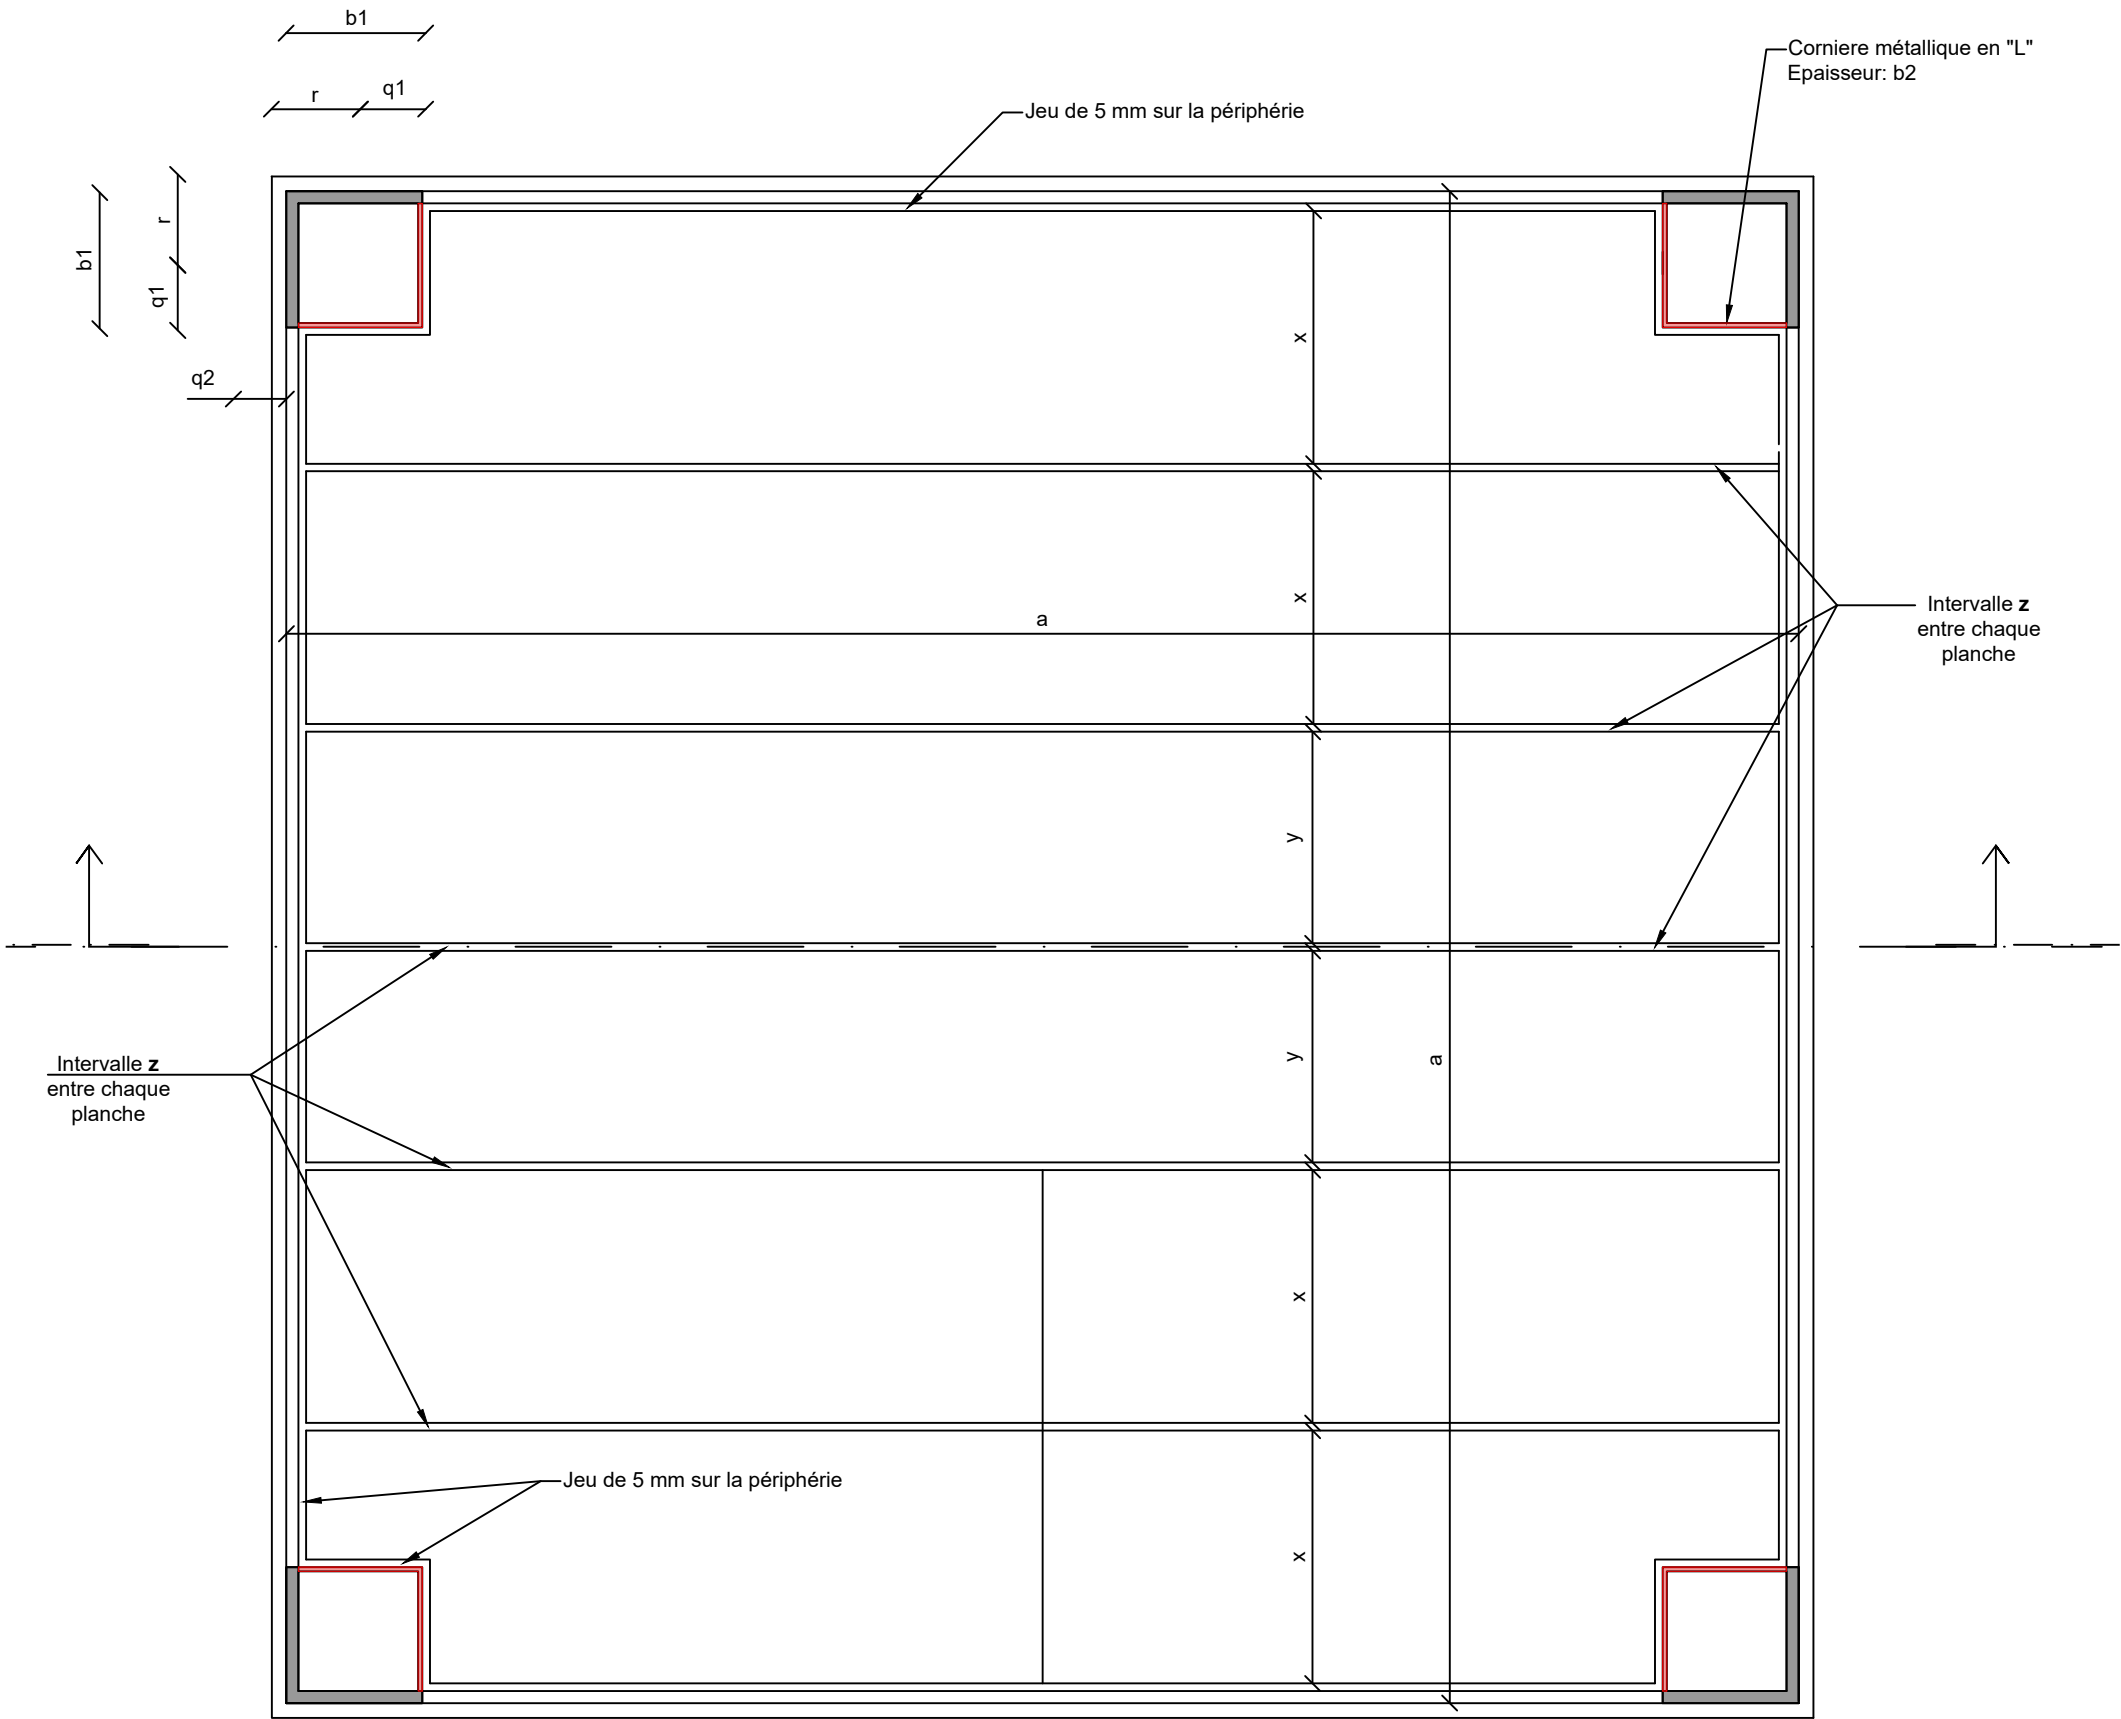 b1
Corniere métallique en "L"
Epaisseur: b2
r
q1
Jeu de 5 mm sur la périphérie
r
b1
q1
x
q2
x
Intervalle z
entre chaque
planche
a
y
Intervalle z
entre chaque
planche
y
a
x
Jeu de 5 mm sur la périphérie
x